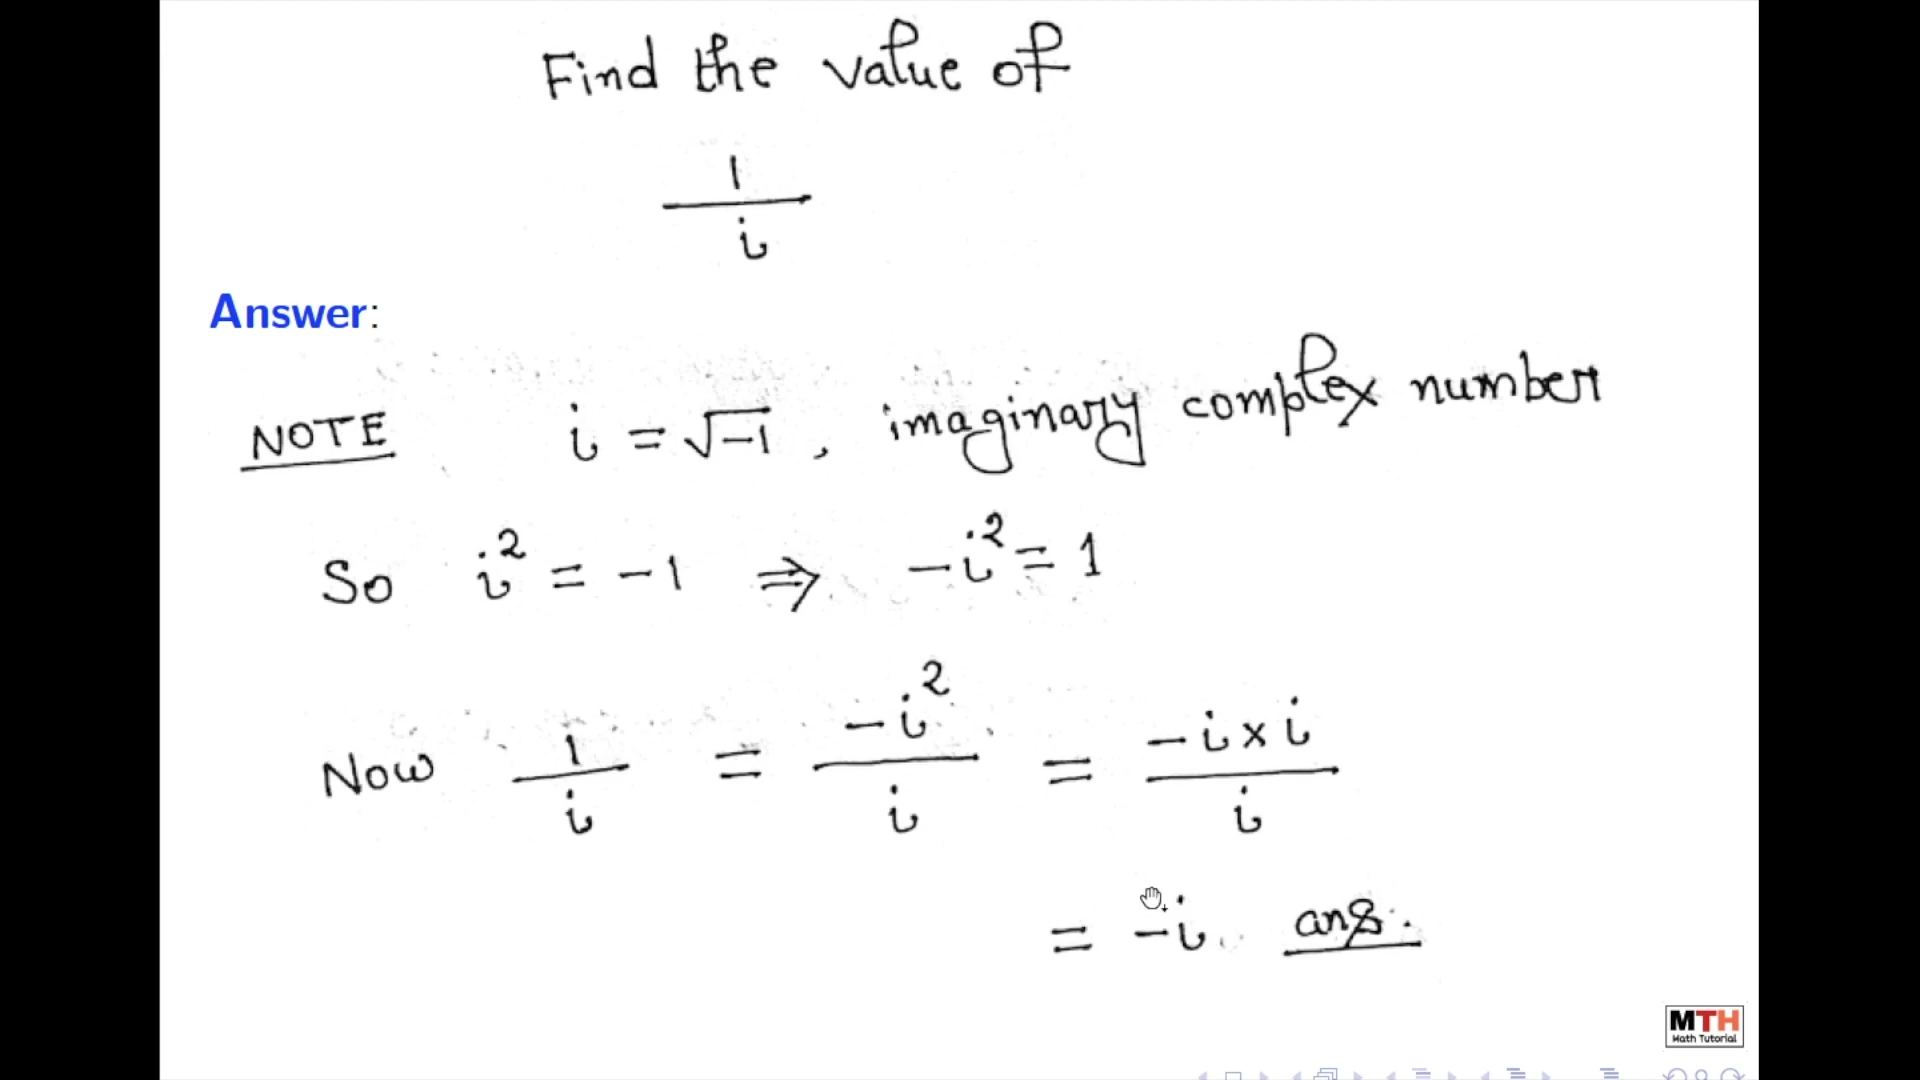 Find the value of
1
i
Answer:
NOTE i = √-1, imaginary complex number
So i² = -1 ⇒ -i² = 1
Now 1/i = -i²/i = -i×i/i
= -i. ans.
MTH
Math Tutorial